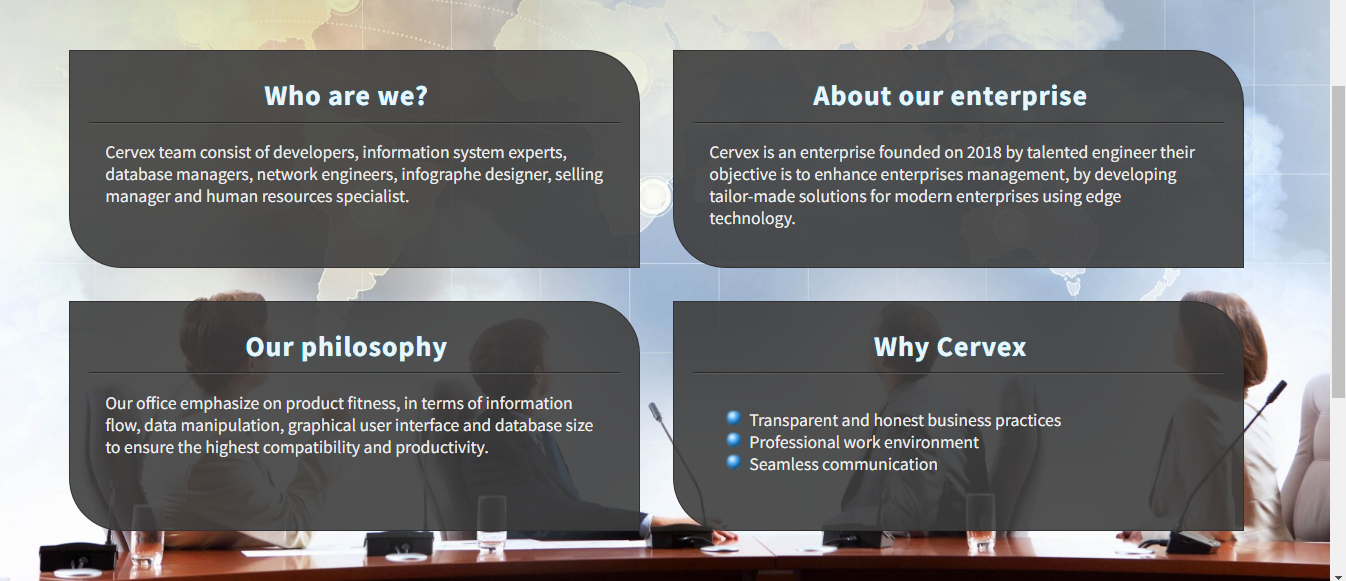 Who are we?
Cervex team consist of developers, information system experts,
database managers, network engineers, infographe designer, selling
manager and human resources specialist.
About our enterprise
Cervex is an enterprise founded on 2018 by talented engineer their
objective is to enhance enterprises management, by developing
tailor-made solutions for modern enterprises using edge
technology.
Our philosophy
Our office emphasize on product fitness, in terms of information
flow, data manipulation, graphical user interface and database size
to ensure the highest compatibility and productivity.
Why Cervex
Transparent and honest business practices
Professional work environment
Seamless communication